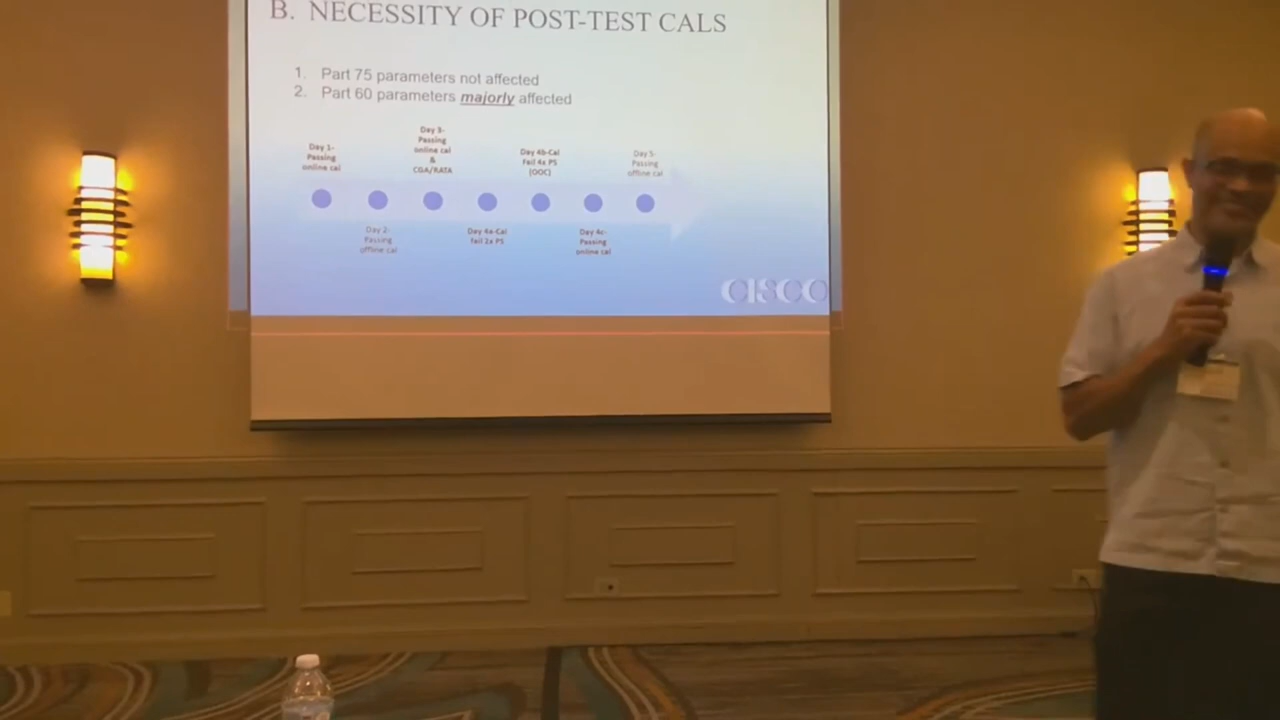 B. NECESSITY OF POST-TEST CALS
1. Part 75 parameters not affected
2. Part 60 parameters majorly affected
Day 1-
Passing
online cal
Day 2-
Passing
offline cal
Day 3-
Passing
online cal
&
CGA/RATA
Day 4a-Cal
fail 2x PS
Day 4b-Cal
Fail 4x PS
(OOC)
Day 4c-
Passing
online cal
Day 5-
Passing
offline cal
CISCO